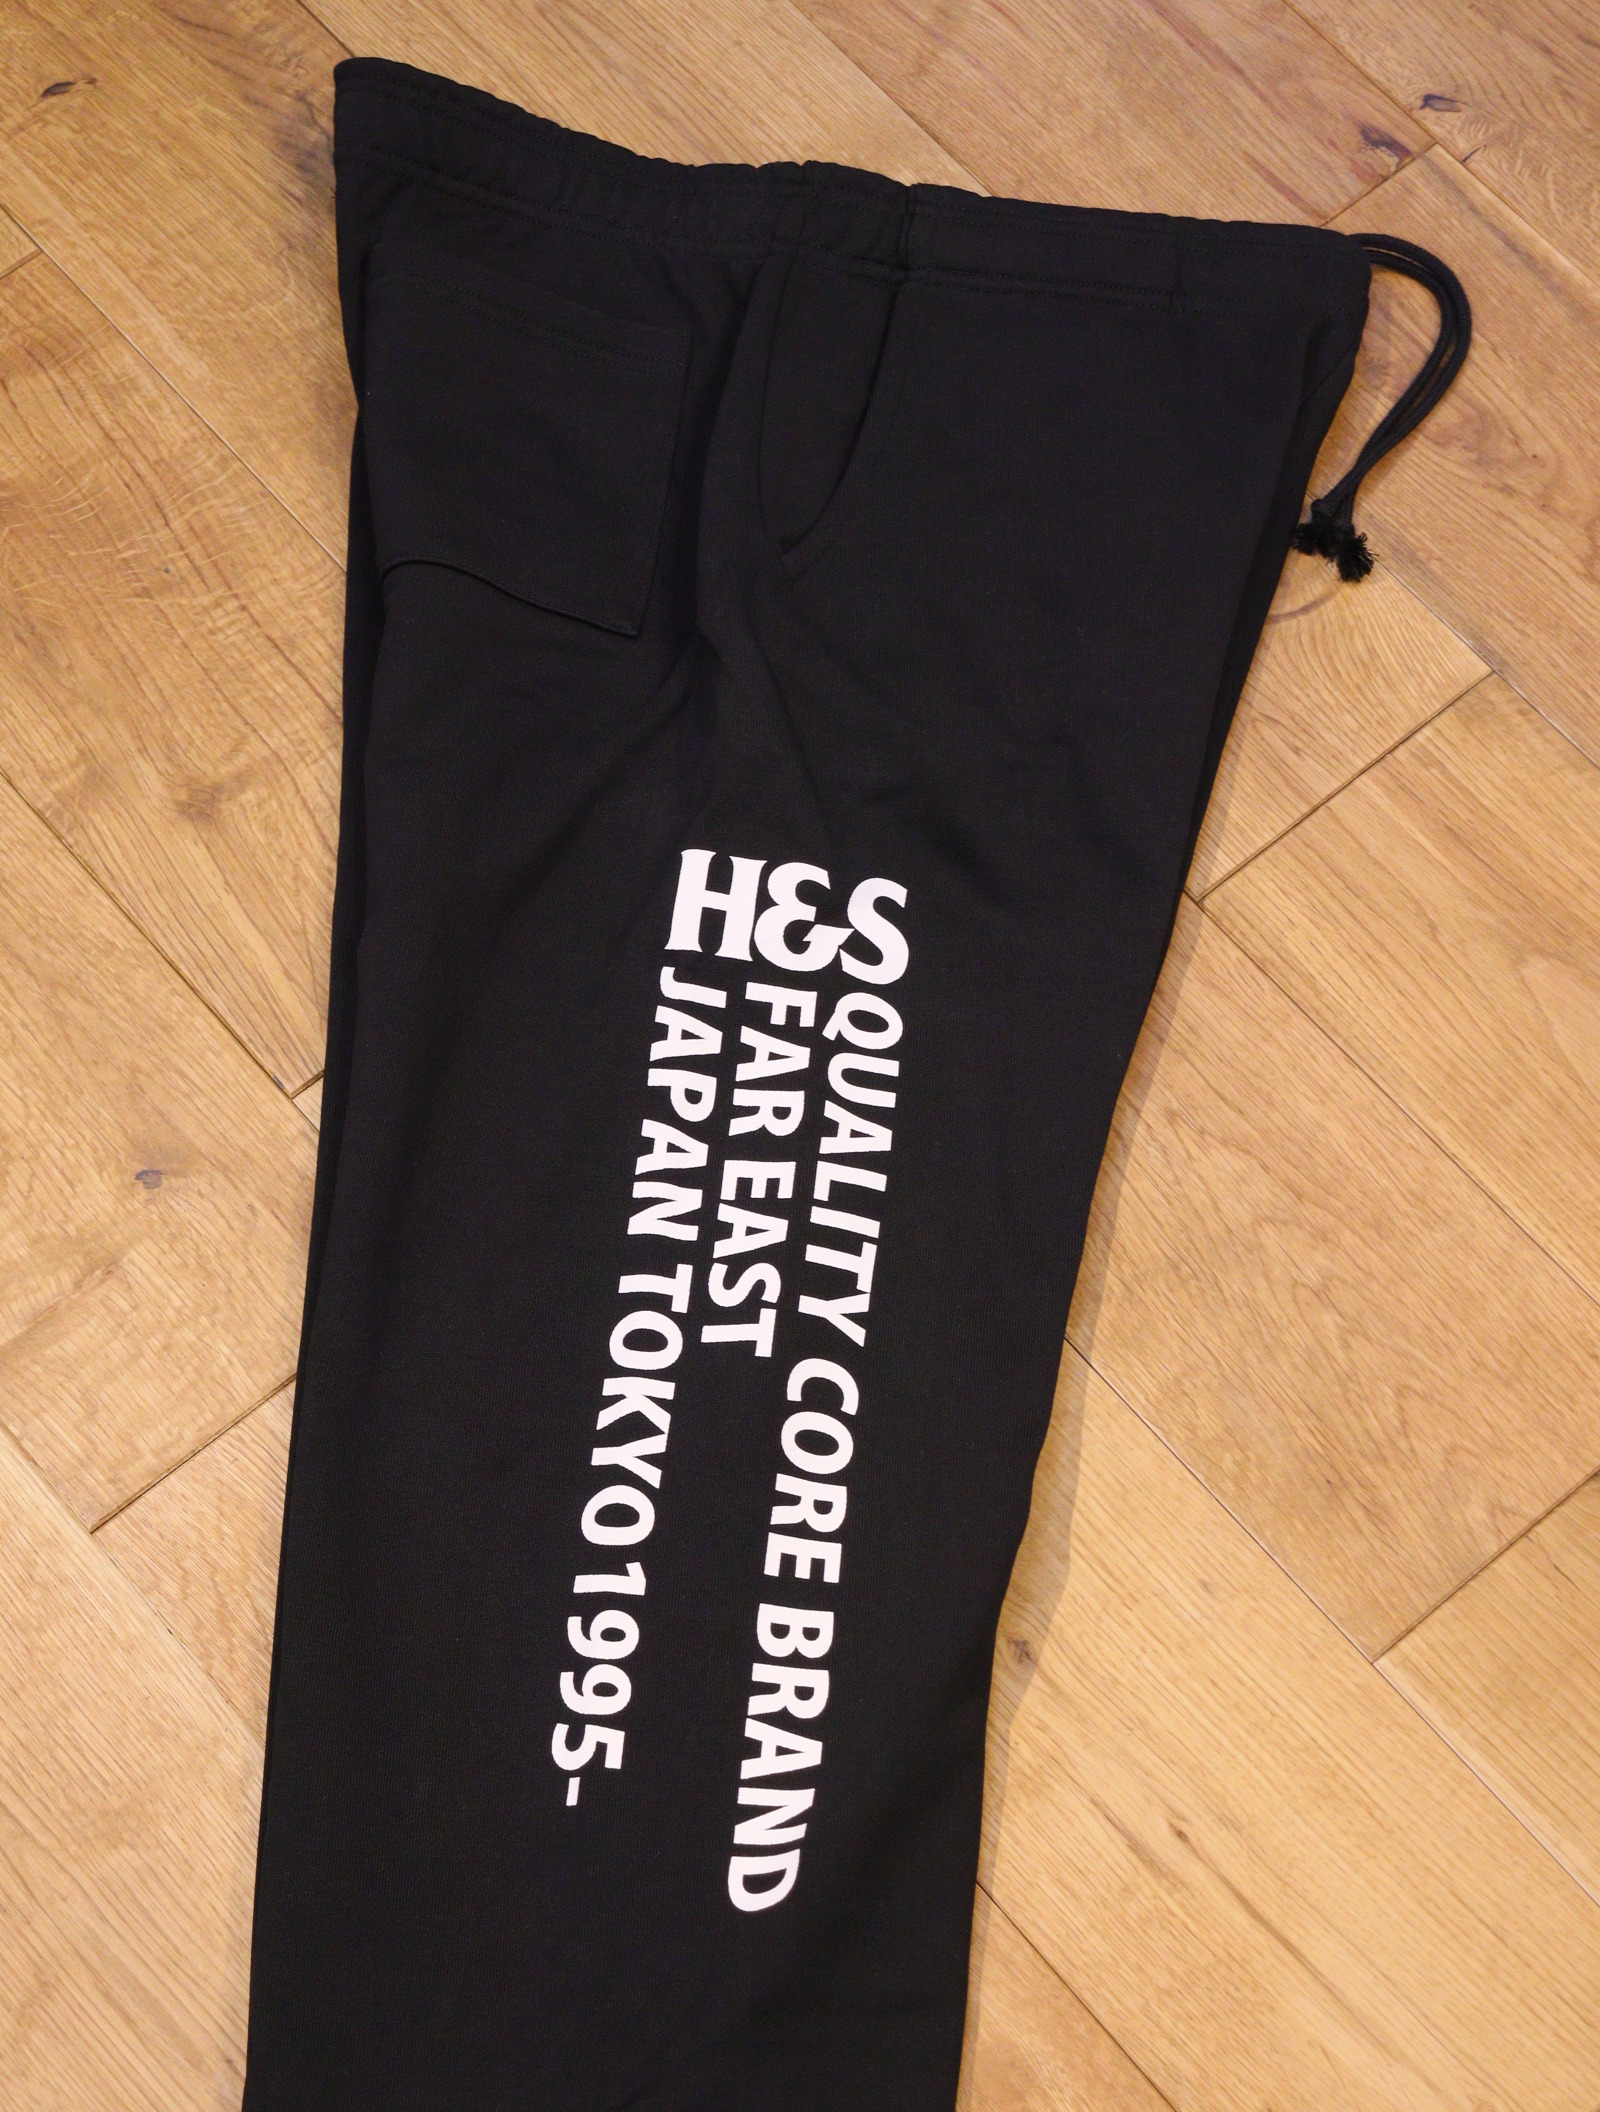 H&S
QUALITY CORE BRAND
FAR EAST
JAPAN TOKYO 1995-